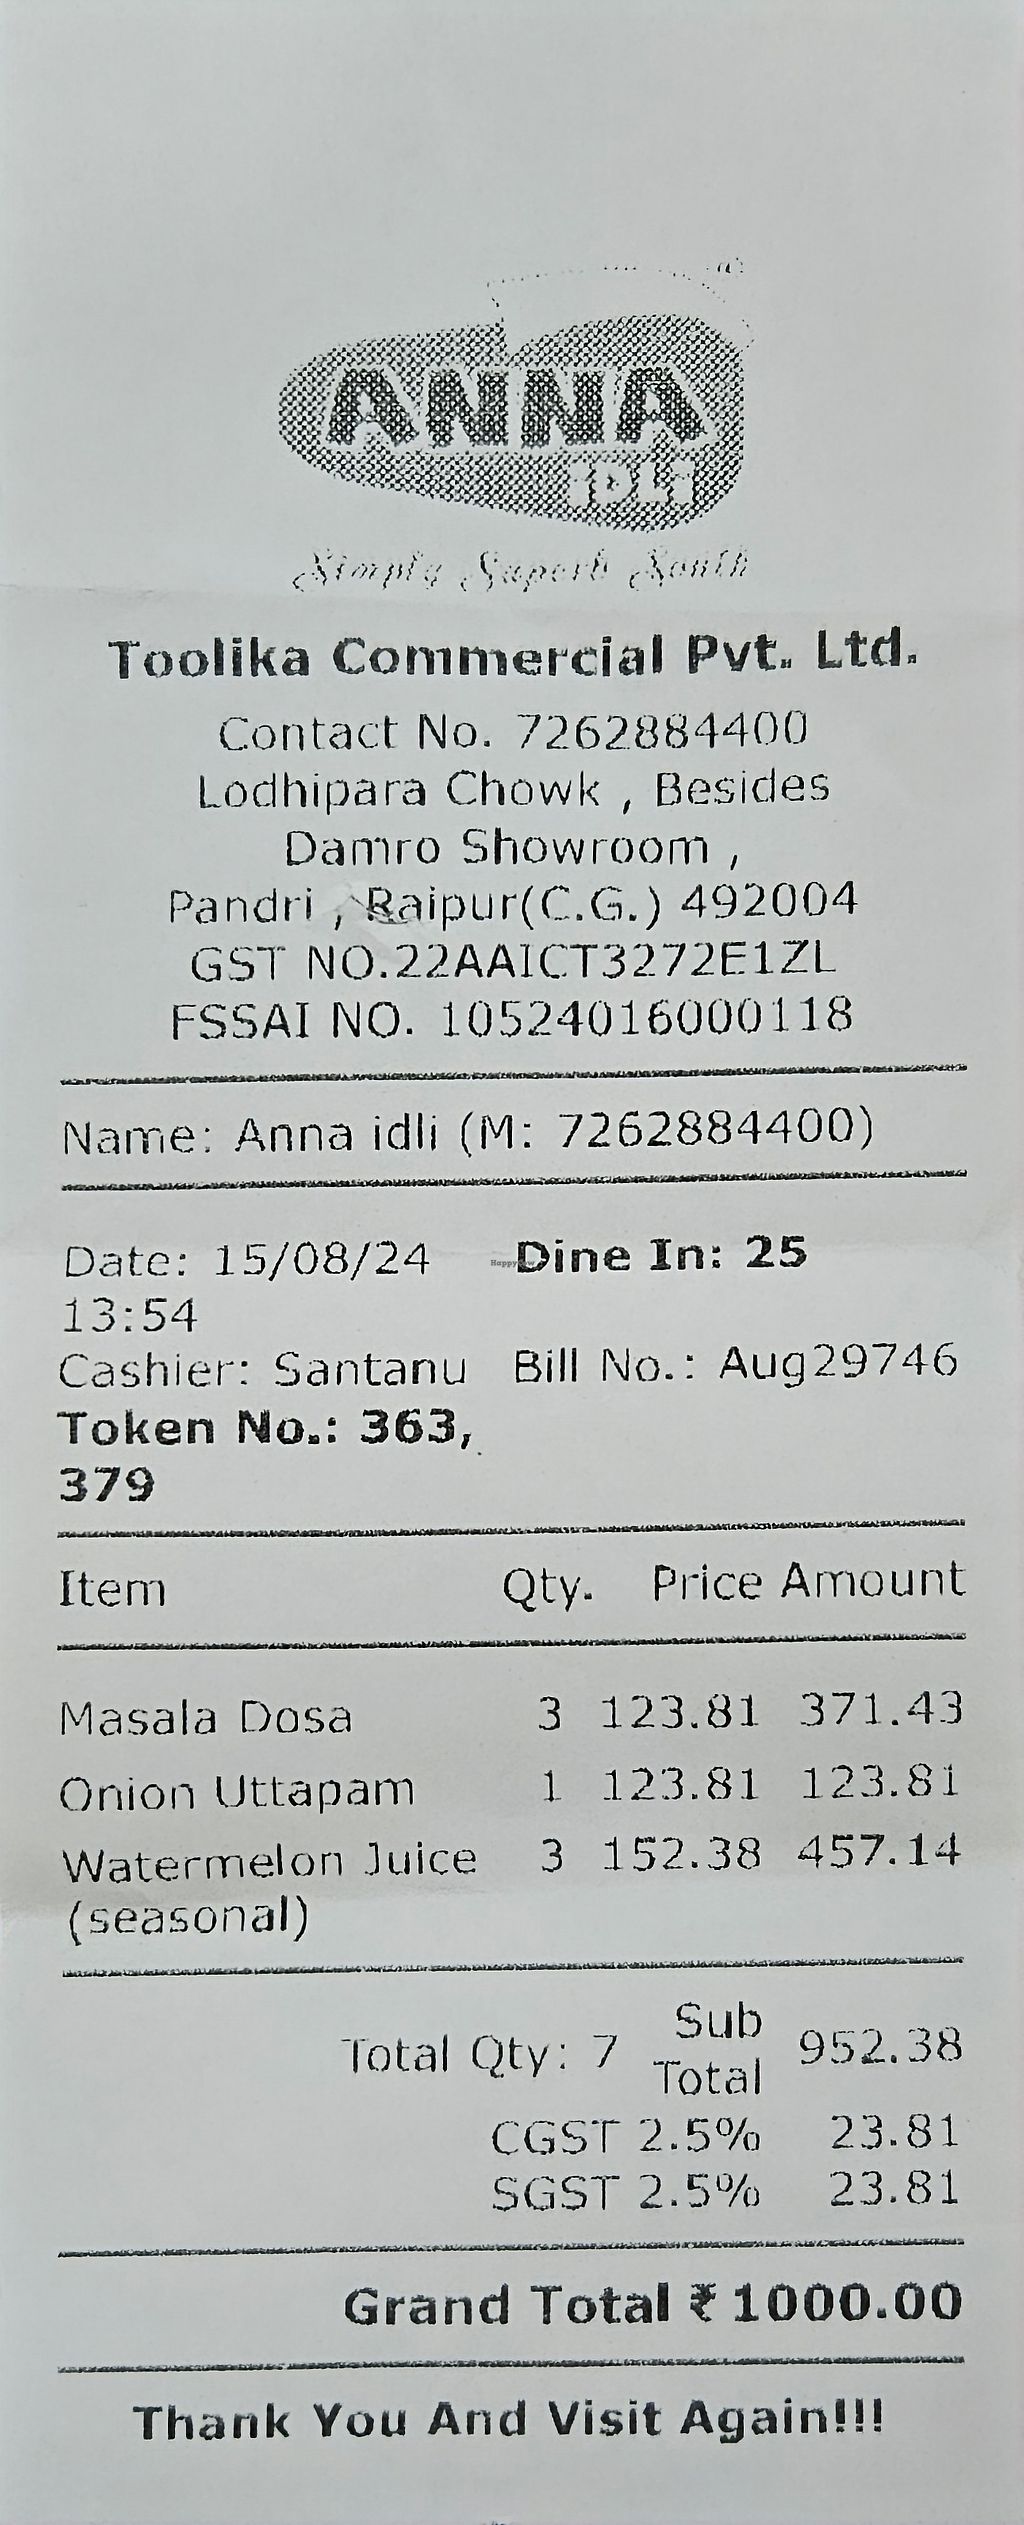 ANNA
iDLi
Simply Superb South
Toolika Commercial Pvt. Ltd.
Contact No. 7262884400
Lodhipara Chowk , Besides
Damro Showroom ,
Pandri , Raipur(C.G.) 492004
GST NO.22AAICT3272E1ZL
FSSAI NO. 10524016000118
Name: Anna idli (M: 7262884400)
Date: 15/08/24 Dine In: 25
13:54
Cashier: Santanu Bill No.: Aug29746
Token No.: 363,
379
Item Qty. Price Amount
Masala Dosa 3 123.81 371.43
Onion Uttapam 1 123.81 123.81
Watermelon Juice 3 152.38 457.14
(seasonal)
Total Qty: 7 Sub Total 952.38
CGST 2.5% 23.81
SGST 2.5% 23.81
Grand Total ₹ 1000.00
Thank You And Visit Again!!!